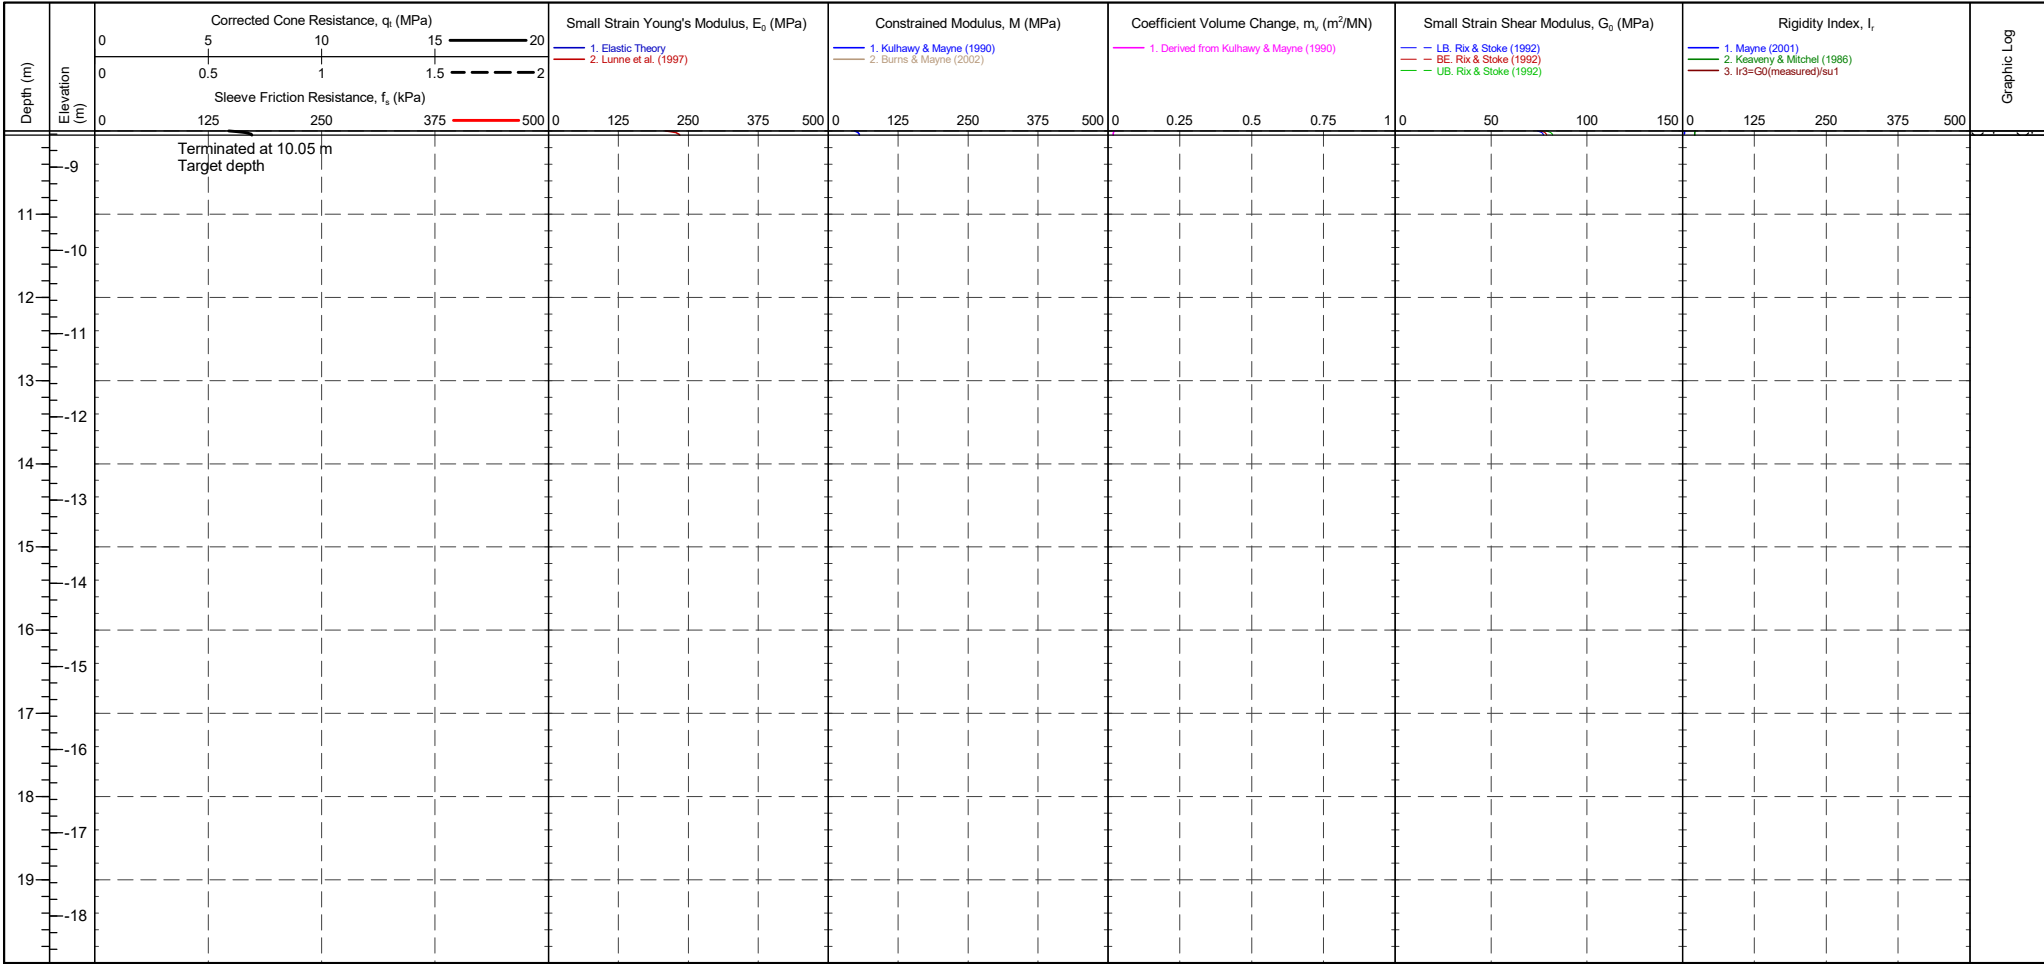 Depth (m)
Elevation
(m)
Corrected Cone Resistance, qt (MPa)
0 5 10 15 20
0 0.5 1 1.5 2
Sleeve Friction Resistance, fs (kPa)
0 125 250 375 500
Small Strain Young's Modulus, E0 (MPa)
1. Elastic Theory
2. Lunne et al. (1997)
0 125 250 375 500
Constrained Modulus, M (MPa)
1. Kulhawy & Mayne (1990)
2. Burns & Mayne (2002)
0 125 250 375 500
Coefficient Volume Change, mv (m²/MN)
1. Derived from Kulhawy & Mayne (1990)
0 0.25 0.5 0.75 1
Small Strain Shear Modulus, G0 (MPa)
LB. Rix & Stoke (1992)
BE. Rix & Stoke (1992)
UB. Rix & Stoke (1992)
0 50 100 150
Rigidity Index, Ir
1. Mayne (2001)
2. Keaveny & Mitchel (1986)
3. Ir3=G0(measured)/su1
0 125 250 375 500
Graphic Log
Terminated at 10.05 m
Target depth
-9
11
-10
12
-11
13
-12
14
-13
15
-14
16
-15
17
-16
18
-17
19
-18